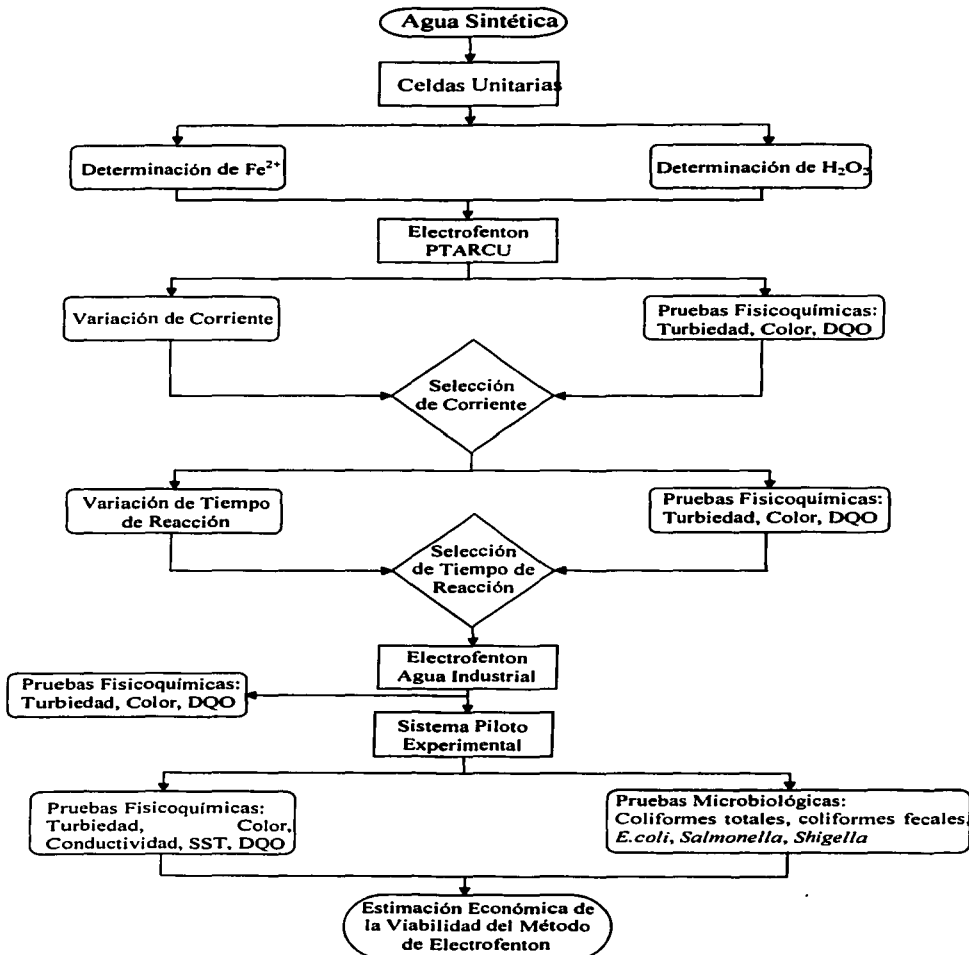 Agua Sintética
Celdas Unitarias
Determinación de Fe²⁺
Determinación de H₂O₂
Electrofenton
PTARCU
Variación de Corriente
Pruebas Fisicoquímicas:
Turbiedad, Color, DQO
Selección
de Corriente
Variación de Tiempo
de Reacción
Pruebas Fisicoquímicas:
Turbiedad, Color, DQO
Selección
de Tiempo de
Reacción
Electrofenton
Agua Industrial
Pruebas Fisicoquímicas:
Turbiedad, Color, DQO
Sistema Piloto
Experimental
Pruebas Fisicoquímicas:
Turbiedad, Color,
Conductividad, SST, DQO
Pruebas Microbiológicas:
Coliformes totales, coliformes fecales,
E.coli, Salmonella, Shigella
Estimación Económica de
la Viabilidad del Método
de Electrofenton